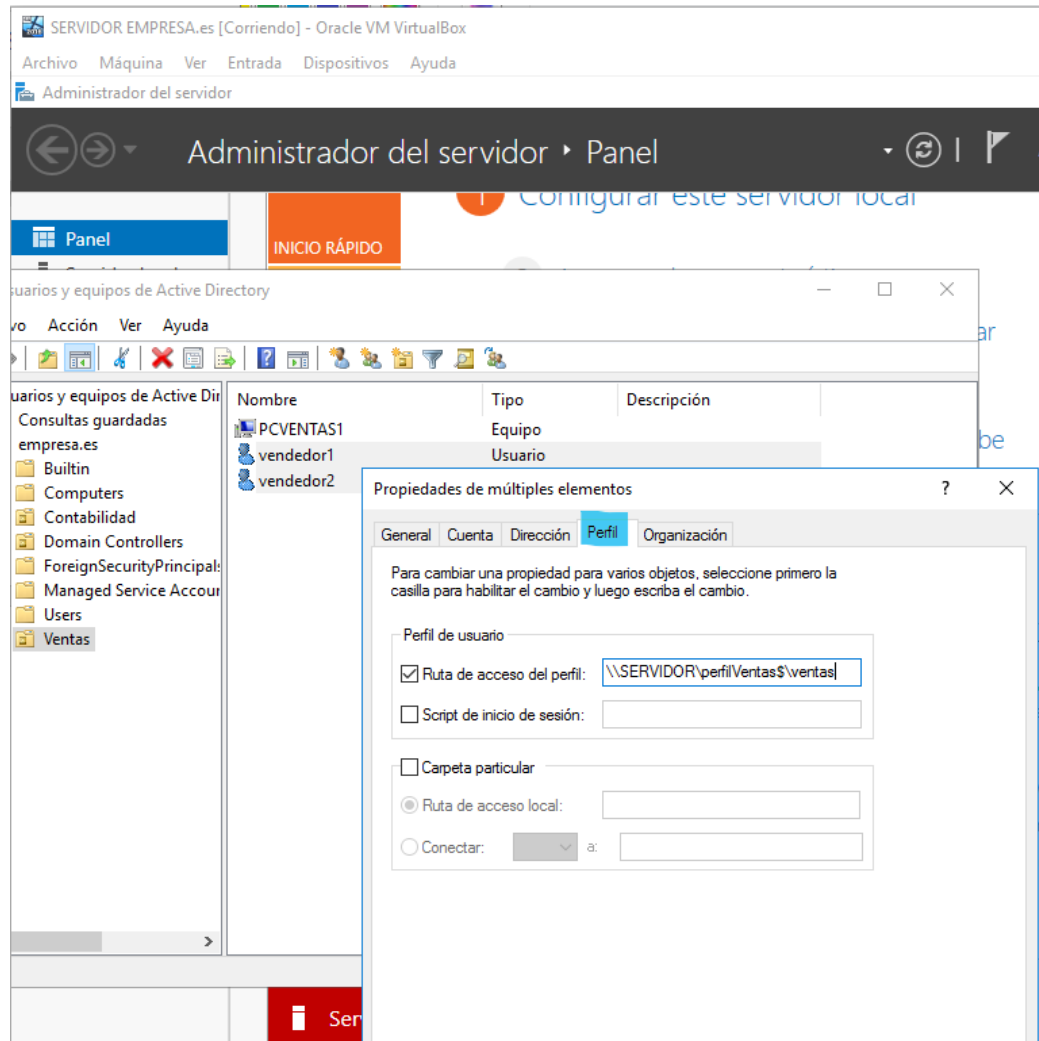 SERVIDOR EMPRESA.es [Corriendo] - Oracle VM VirtualBox
Archivo Máquina Ver Entrada Dispositivos Ayuda
Administrador del servidor
Administrador del servidor ‣ Panel
1 Configurar este servidor local
Panel
INICIO RÁPIDO
suarios y equipos de Active Directory
vo Acción Ver Ayuda
ar
uarios y equipos de Active Dir
Consultas guardadas
empresa.es
Builtin
Computers
Contabilidad
Domain Controllers
ForeignSecurityPrincipals
Managed Service Accour
Users
Ventas
Nombre Tipo Descripción
PCVENTAS1 Equipo
vendedor1 Usuario
vendedor2
be
Propiedades de múltiples elementos ? X
General Cuenta Dirección Perfil Organización
Para cambiar una propiedad para varios objetos, seleccione primero la
casilla para habilitar el cambio y luego escriba el cambio.
Perfil de usuario
Ruta de acceso del perfil: \\SERVIDOR\perfilVentas$\ventas
Script de inicio de sesión:
Carpeta particular
Ruta de acceso local:
Conectar: a:
Ser